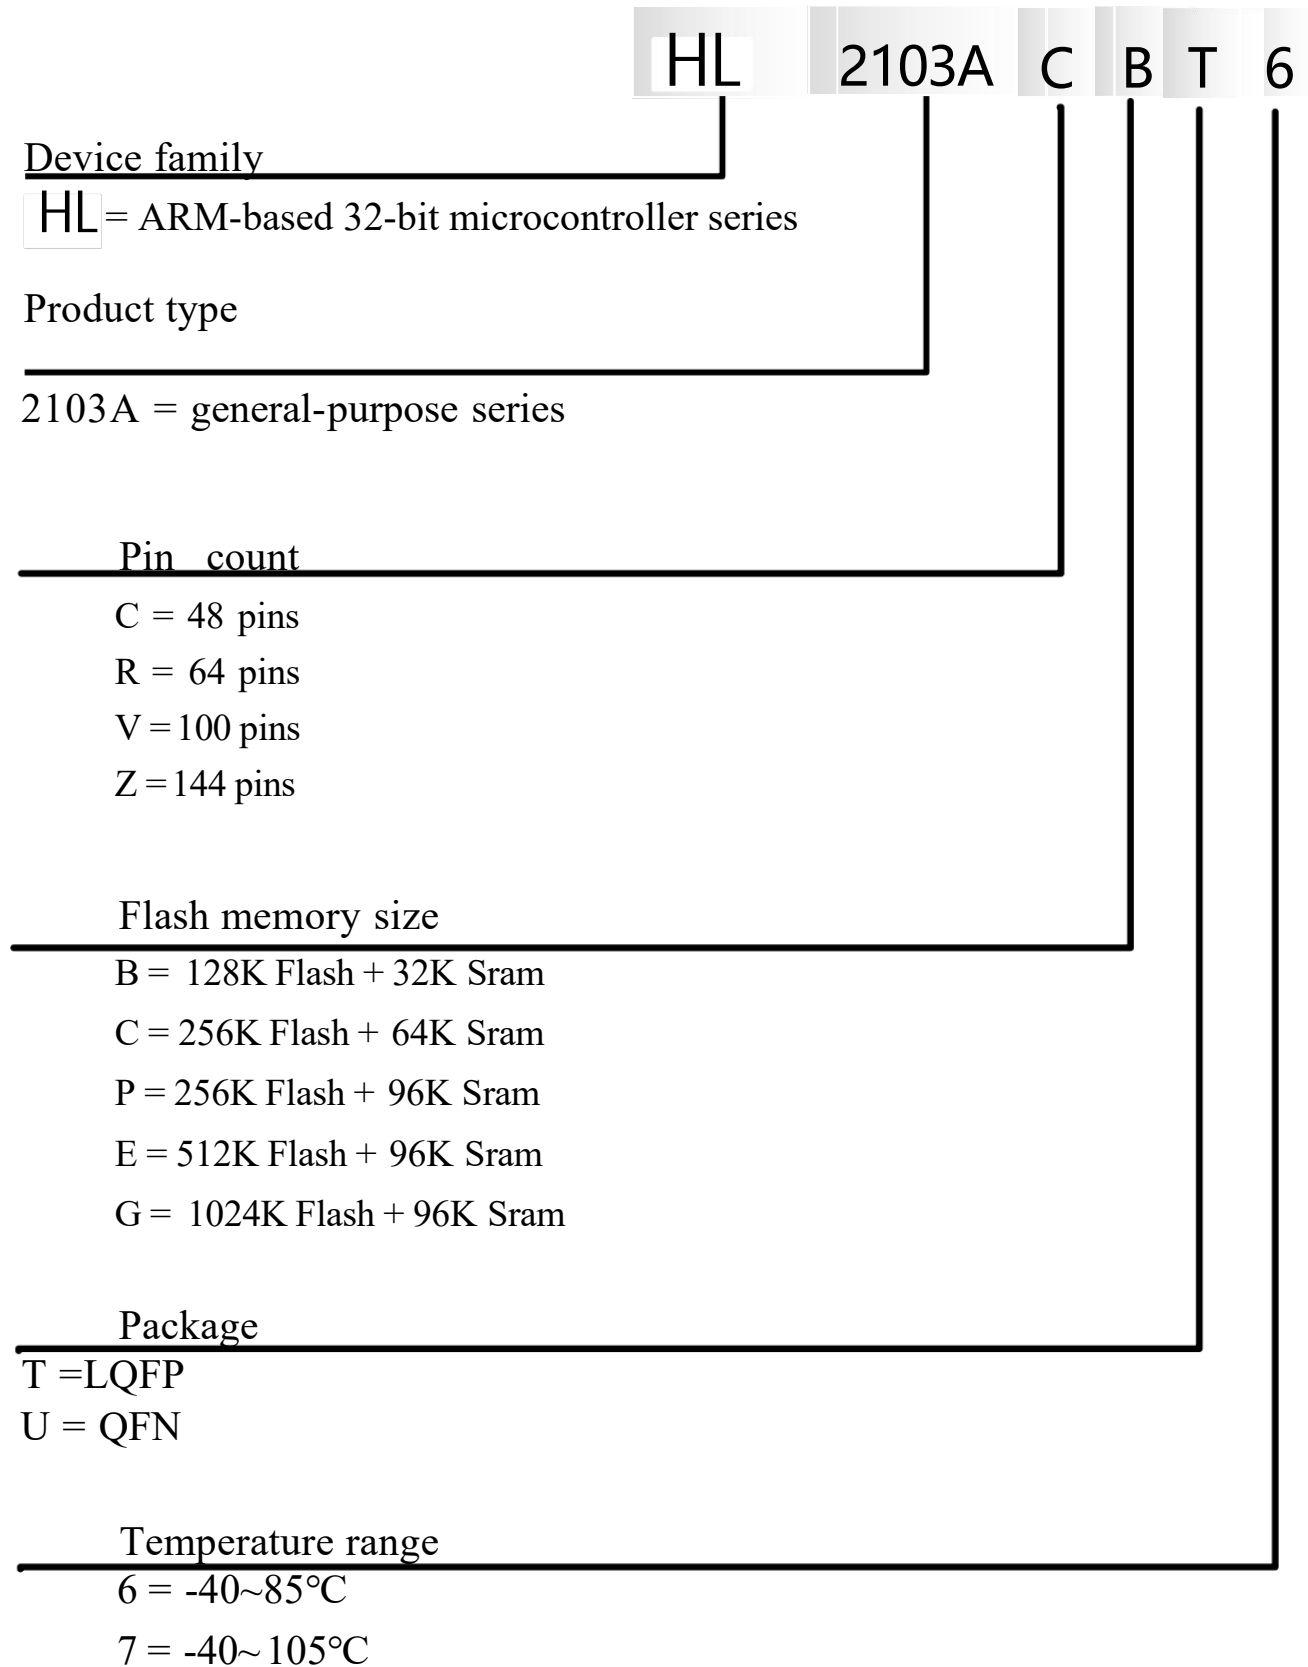 HL 2103A C B T 6
Device family
HL = ARM-based 32-bit microcontroller series
Product type
2103A = general-purpose series
Pin count
C = 48 pins
R = 64 pins
V = 100 pins
Z = 144 pins
Flash memory size
B = 128K Flash + 32K Sram
C = 256K Flash + 64K Sram
P = 256K Flash + 96K Sram
E = 512K Flash + 96K Sram
G = 1024K Flash + 96K Sram
Package
T =LQFP
U = QFN
Temperature range
6 = -40~85℃
7 = -40~105℃